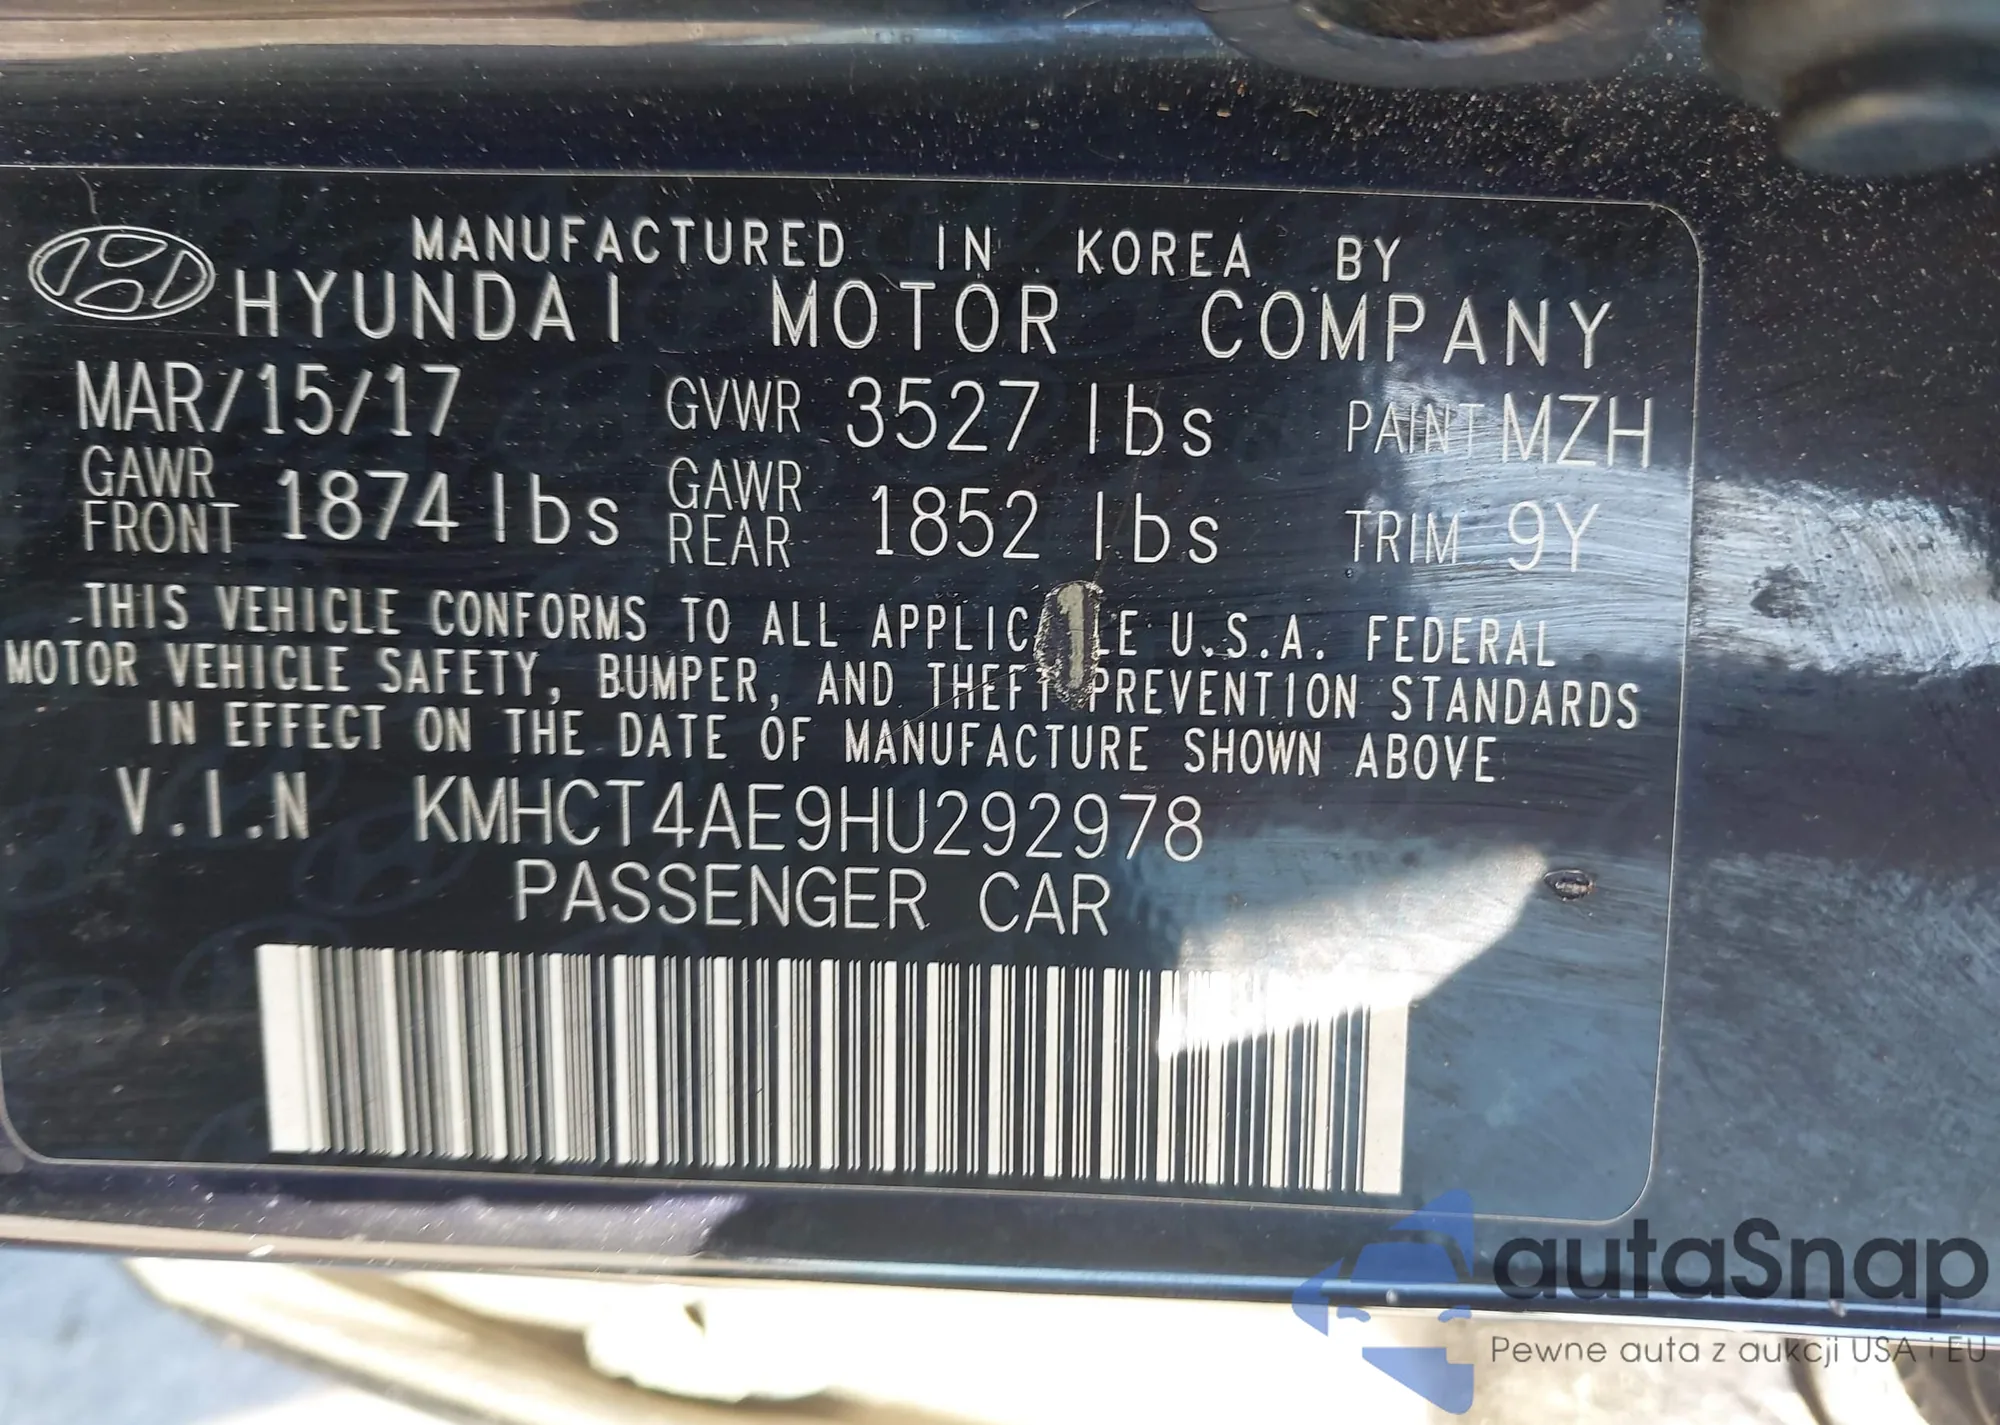 MANUFACTURED IN KOREA BY
HYUNDAI MOTOR COMPANY
MAR/15/17 GVWR 3527 lbs PAINT MZH
GAWR FRONT 1874 lbs GAWR REAR 1852 lbs TRIM 9Y
THIS VEHICLE CONFORMS TO ALL APPLIC LE U.S.A. FEDERAL
MOTOR VEHICLE SAFETY, BUMPER, AND THEFT PREVENTION STANDARDS
IN EFFECT ON THE DATE OF MANUFACTURE SHOWN ABOVE
V.I.N KMHCT4AE9HU292978
PASSENGER CAR
autaSnap
Pewne auta z aukcji USA i EU